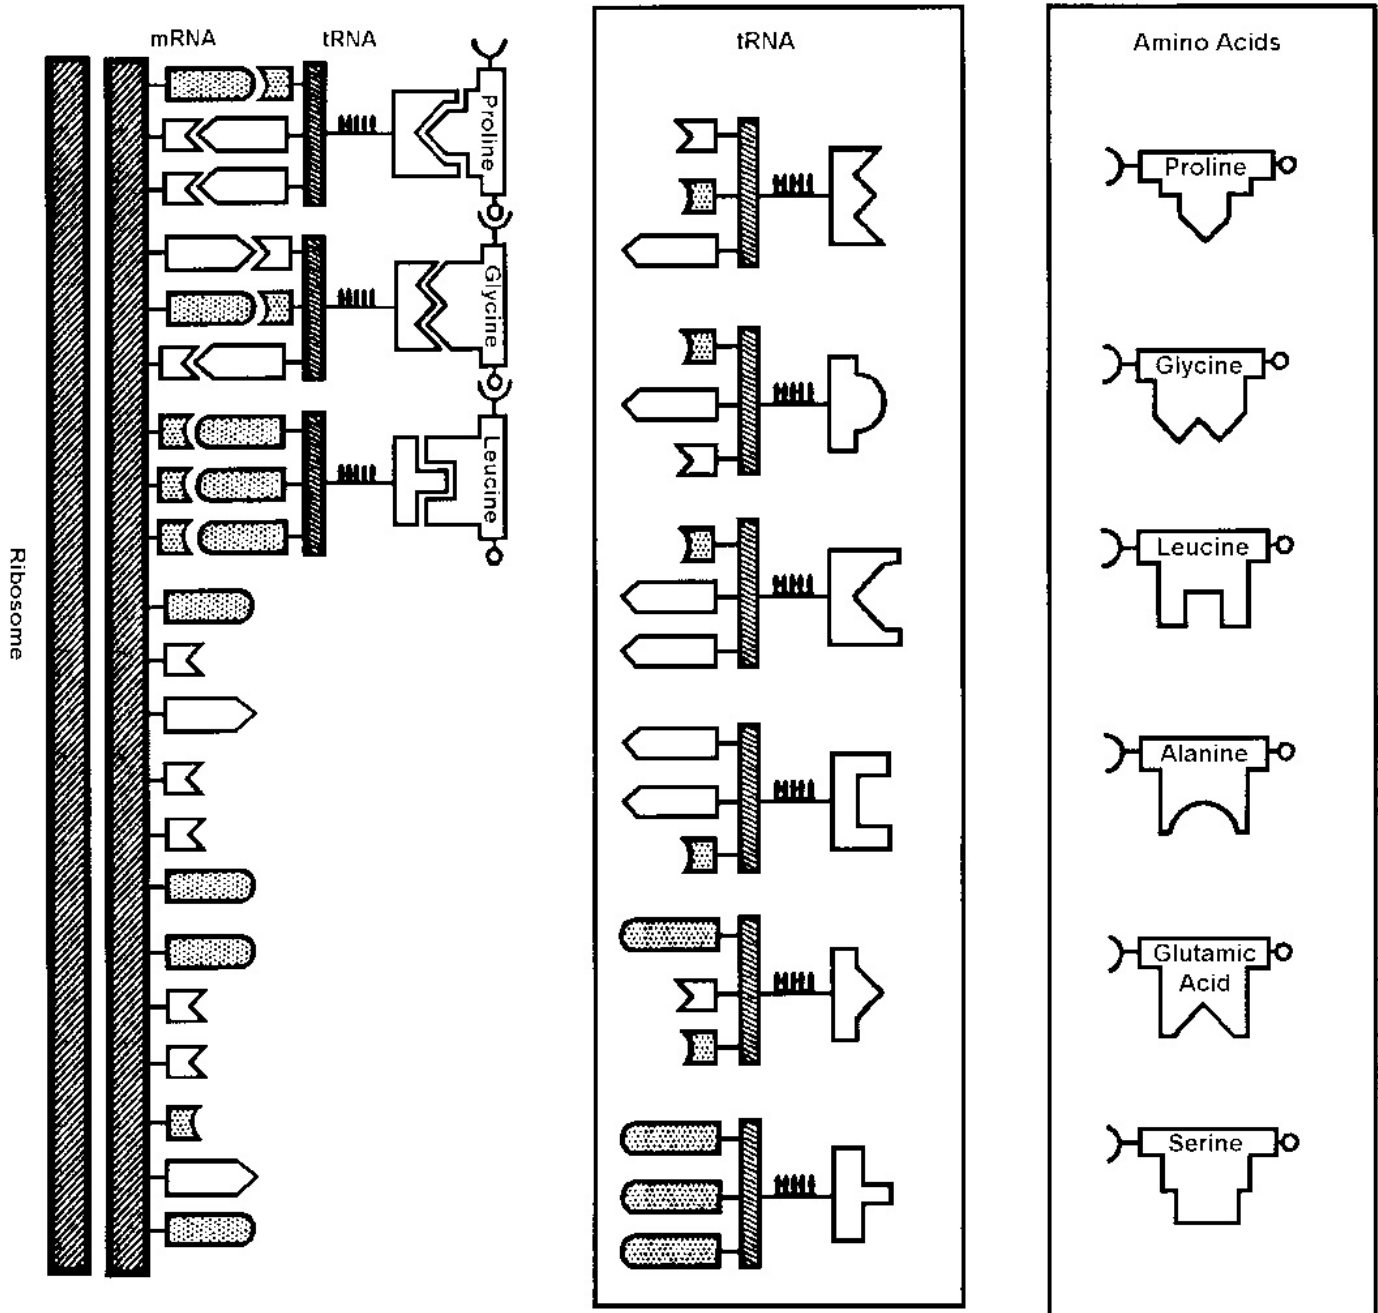 mRNA
tRNA
Proline
Glycine
Leucine
Ribosome
tRNA
Amino Acids
Proline
Glycine
Leucine
Alanine
Glutamic
Acid
Serine